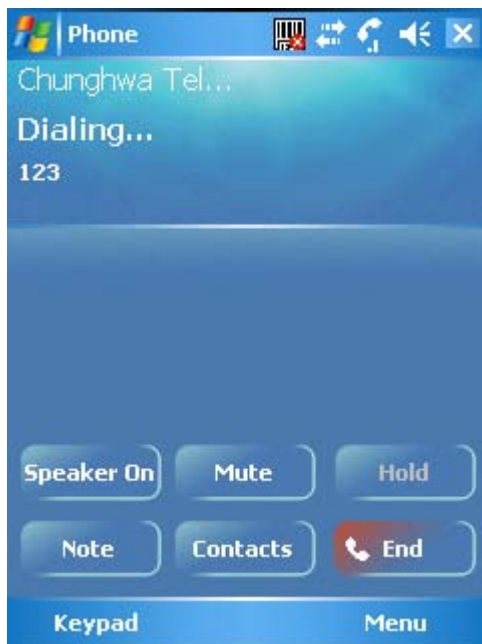 Phone
Chunghwa Tel...
Dialing...
123
Speaker On Mute Hold
Note Contacts End
Keypad Menu